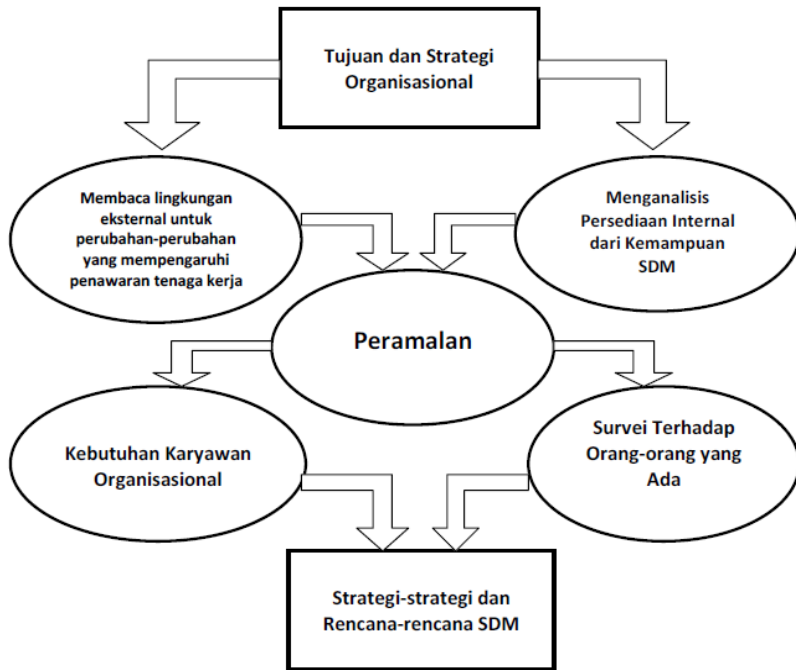 Tujuan dan Strategi
Organisasional
Membaca lingkungan
eksternal untuk
perubahan-perubahan
yang mempengaruhi
penawaran tenaga kerja
Menganalisis
Persediaan Internal
dari Kemampuan
SDM
Peramalan
Kebutuhan Karyawan
Organisasional
Survei Terhadap
Orang-orang yang
Ada
Strategi-strategi dan
Rencana-rencana SDM